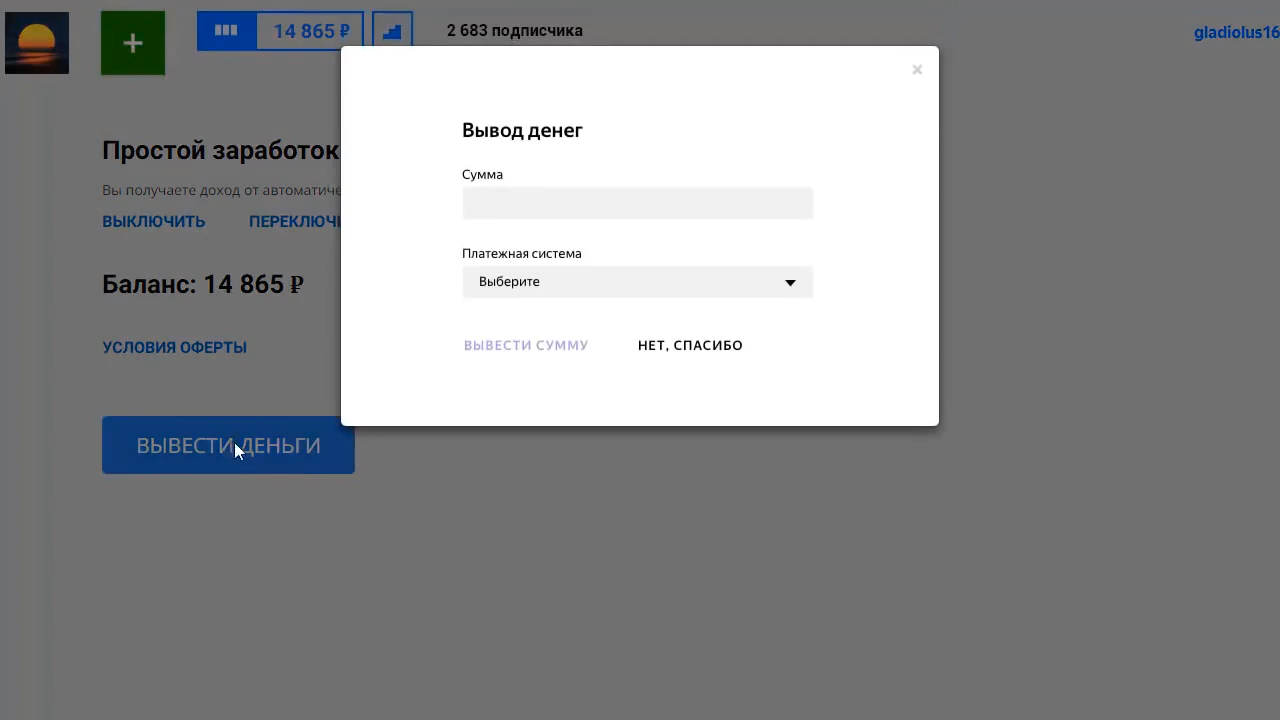 14 865 ₽
2 683 подписчика
gladiolus16
×
Вывод денег
Сумма
Платежная система
Выберите
ВЫВЕСТИ СУММУ
НЕТ, СПАСИБО
Простой заработок
Вы получаете доход от автоматиче
ВЫКЛЮЧИТЬ
ПЕРЕКЛЮЧИ
Баланс: 14 865 ₽
УСЛОВИЯ ОФЕРТЫ
ВЫВЕСТИ ДЕНЬГИ